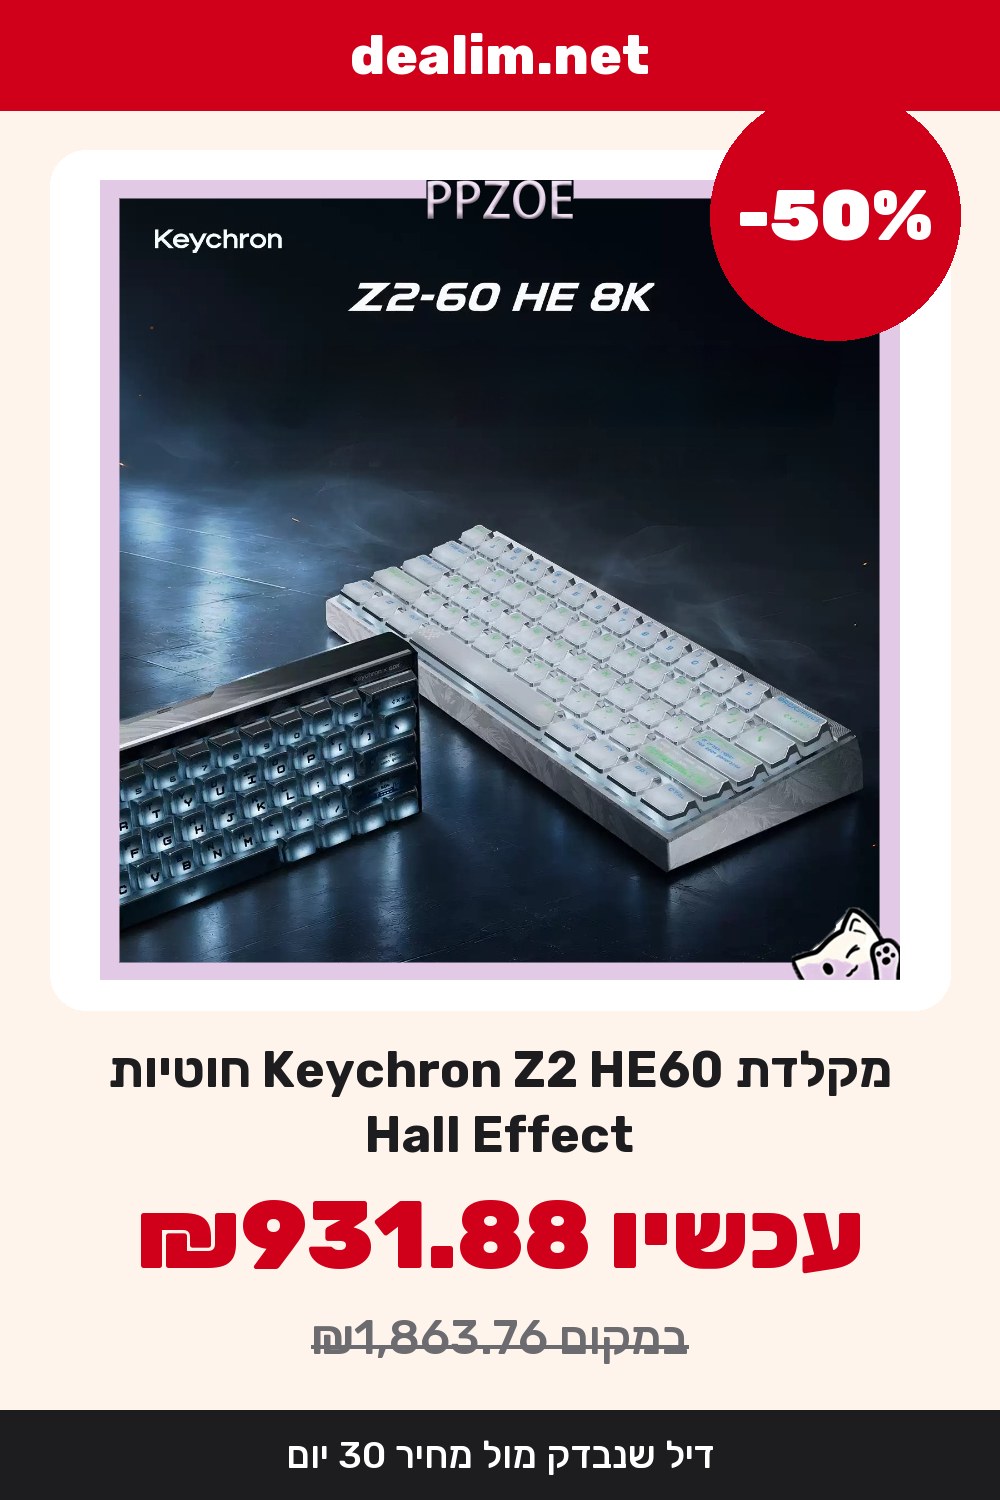 dealim.net
-50%
PPZOE
Keychron
Z2-60 HE 8K
מקלדת Keychron Z2 HE60 חוטיות
Hall Effect
עכשיו 931.88₪
במקום 1,863.76₪
דיל שנבדק מול מחיר 30 יום